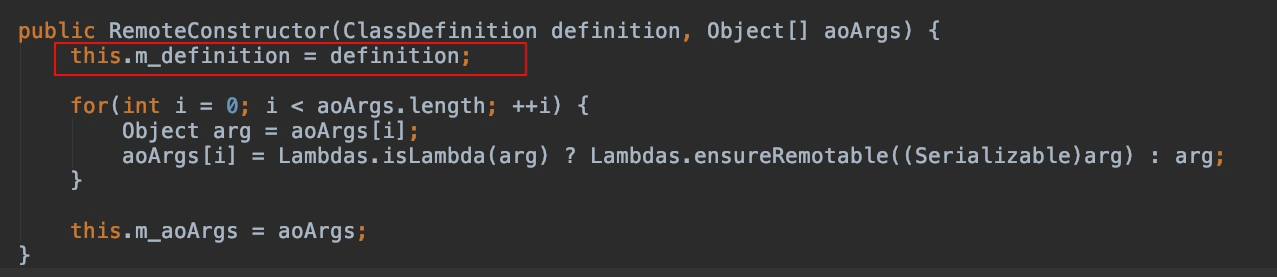 public RemoteConstructor(ClassDefinition definition, Object[] aoArgs) {
    this.m_definition = definition;
    for(int i = 0; i < aoArgs.length; ++i) {
        Object arg = aoArgs[i];
        aoArgs[i] = Lambdas.isLambda(arg) ? Lambdas.ensureRemotable((Serializable)arg) : arg;
    }
    this.m_aoArgs = aoArgs;
}